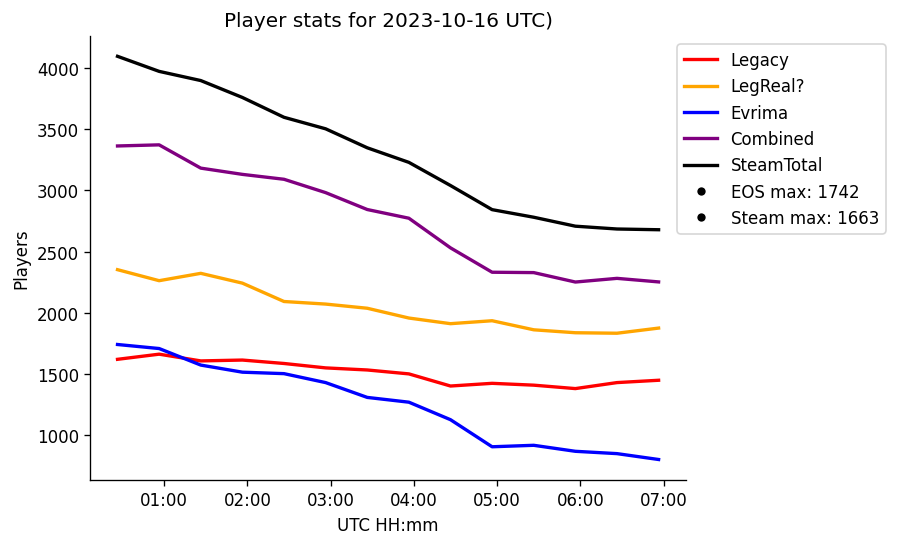 Player stats for 2023-10-16 UTC)
Legacy
LegReal?
Evrima
Combined
SteamTotal
EOS max: 1742
Steam max: 1663
Players
4000
3500
3000
2500
2000
1500
1000
01:00 02:00 03:00 04:00 05:00 06:00 07:00
UTC HH:mm